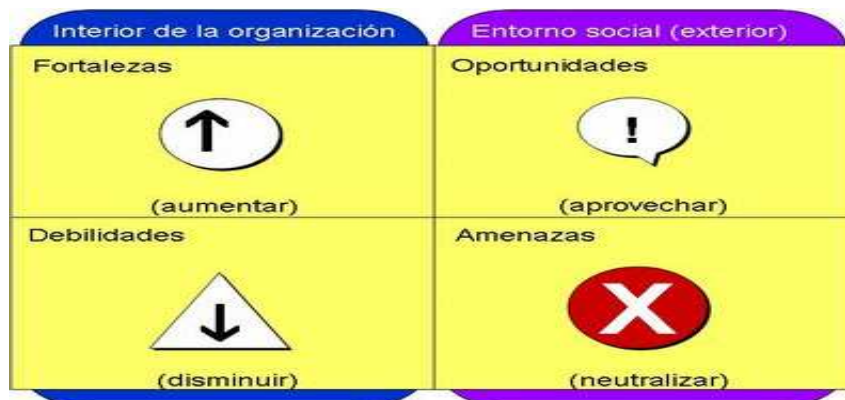 Interior de la organización
Entorno social (exterior)
Fortalezas
Oportunidades
!
(aumentar)
(aprovechar)
Debilidades
Amenazas
X
(disminuir)
(neutralizar)